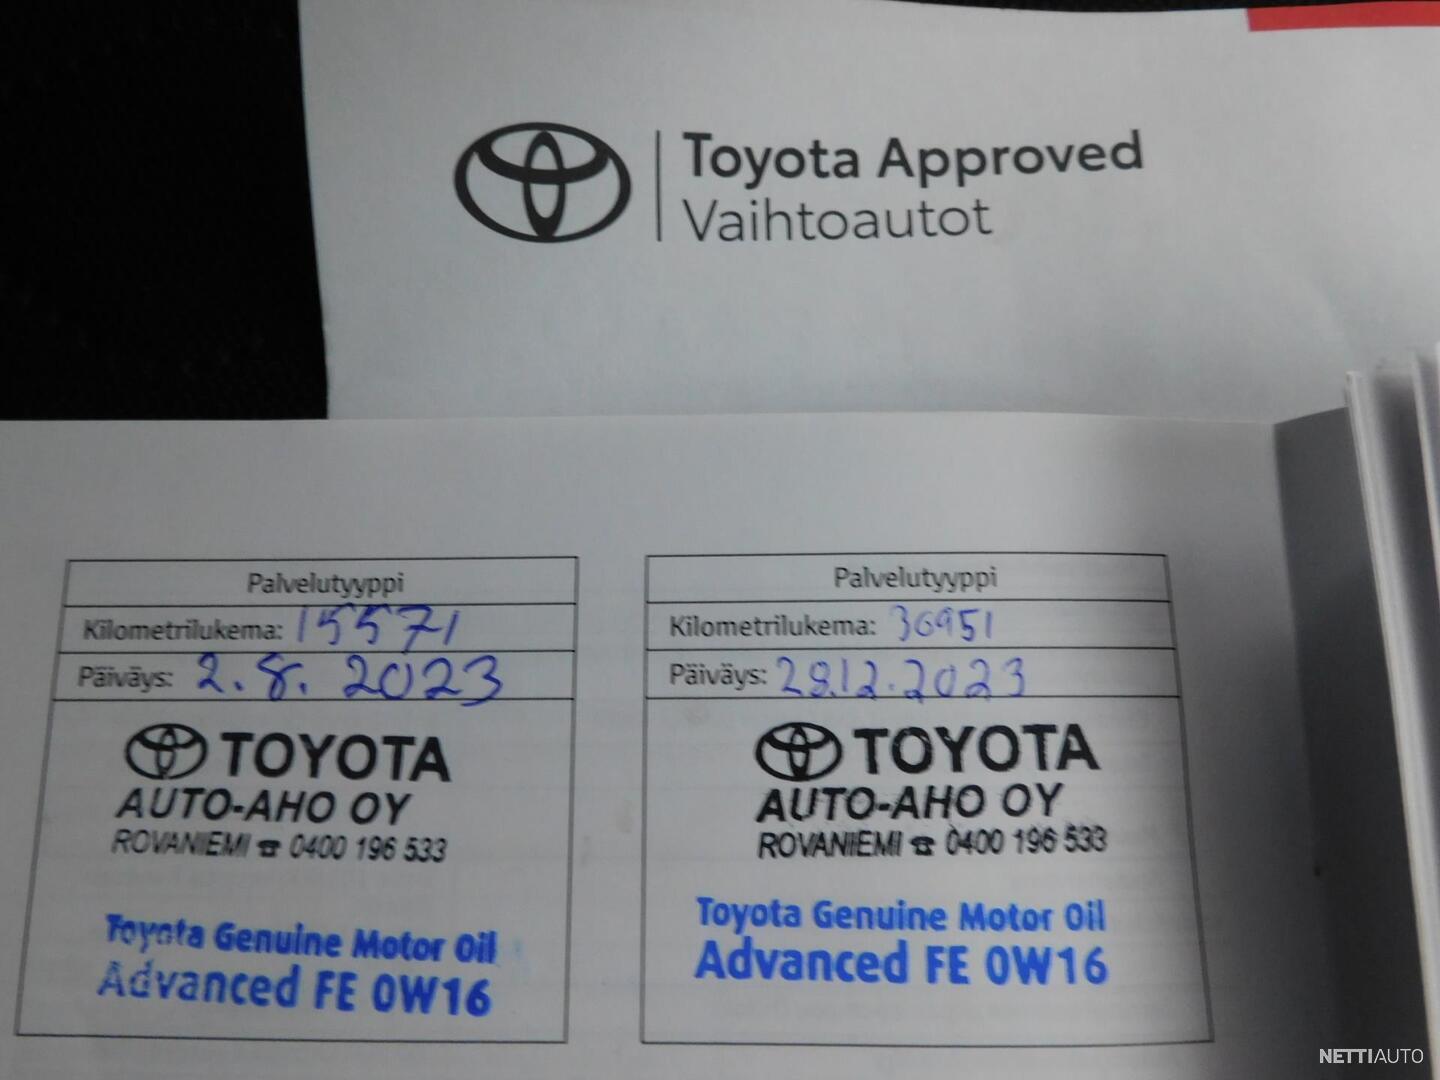 Toyota Approved
Vaihtoautot
Palvelutyyppi
Kilometrilukema: 15571
Päiväys: 2.8.2023
TOYOTA
AUTO-AHO OY
ROVANIEMI ☎ 0400 196 533
Toyota Genuine Motor Oil
Advanced FE 0W16
Palvelutyyppi
Kilometrilukema: 36951
Päiväys: 28.12.2023
TOYOTA
AUTO-AHO OY
ROVANIEMI ☎ 0400 196 533
Toyota Genuine Motor Oil
Advanced FE 0W16
NETTIAUTO